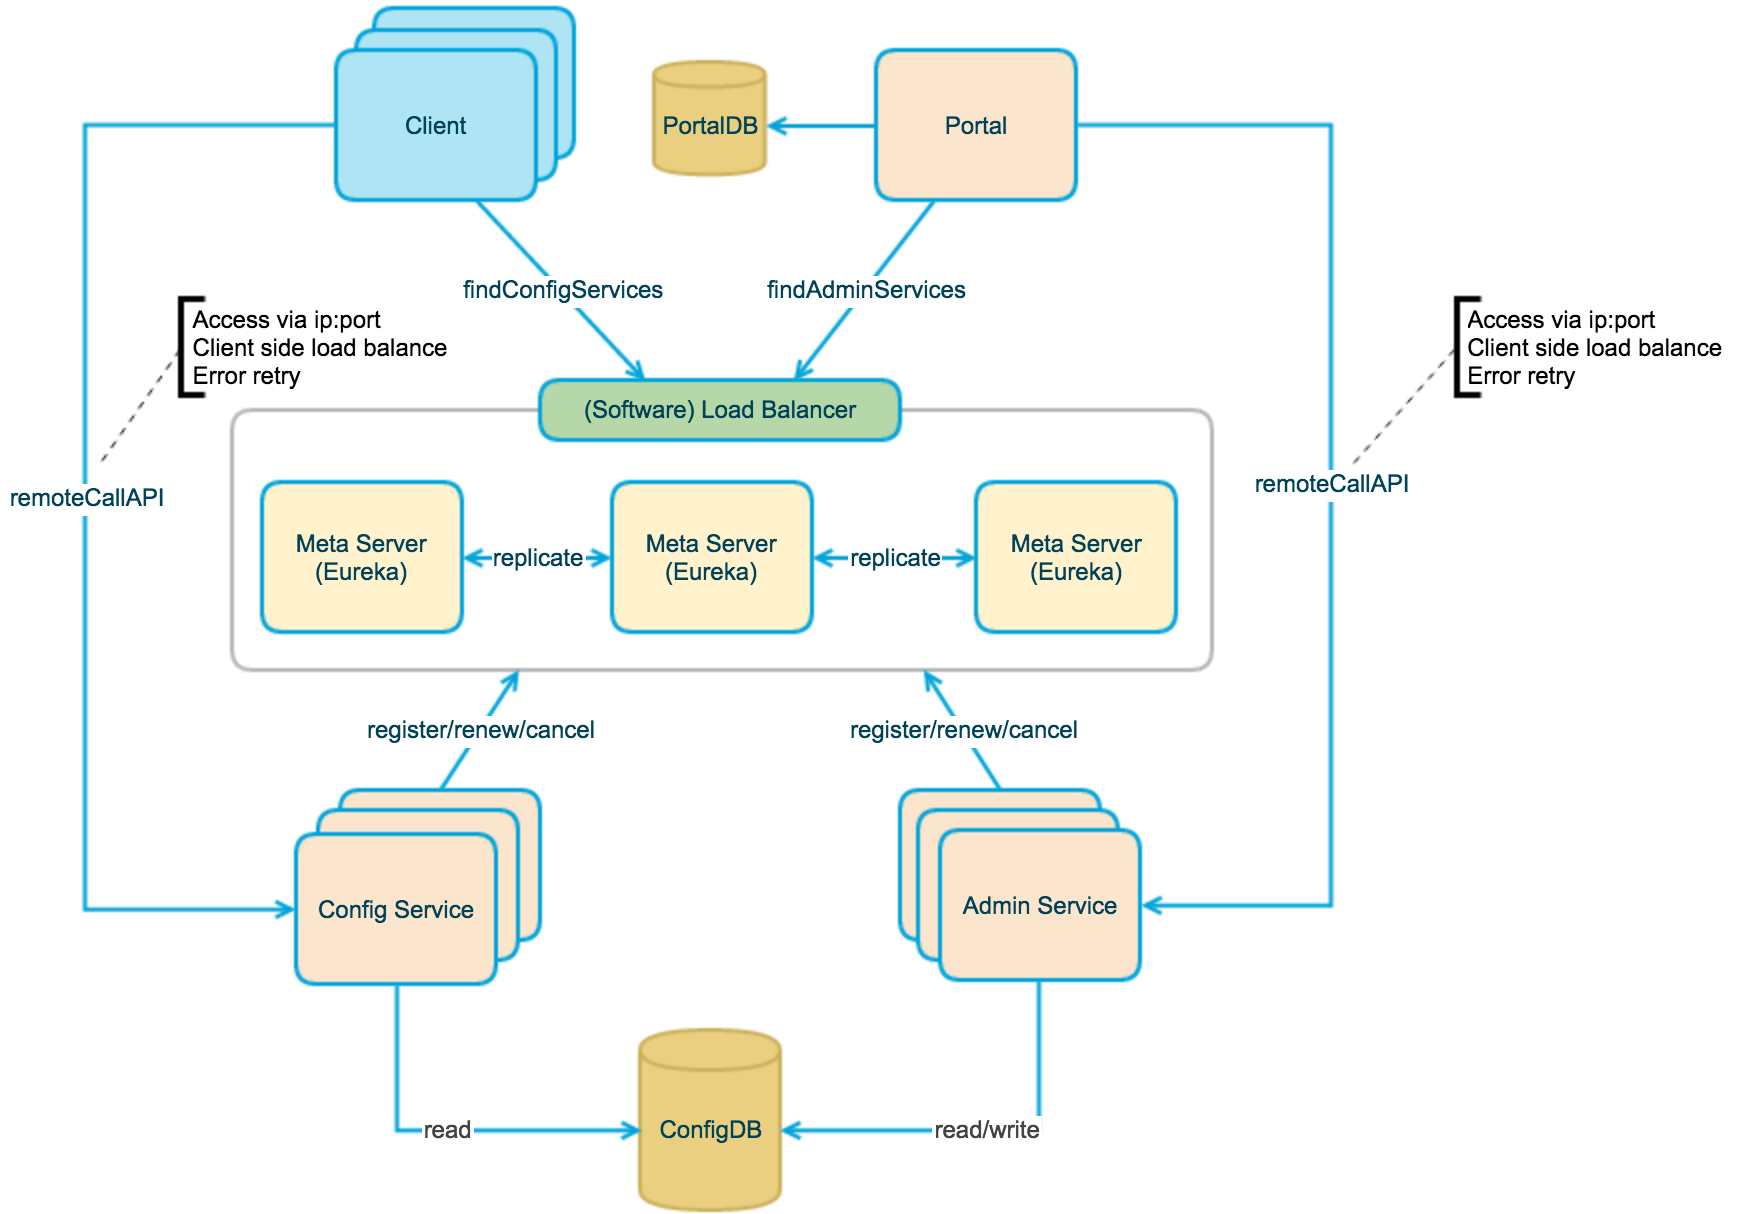 Client
PortalDB
Portal
findConfigServices
findAdminServices
Access via ip:port
Client side load balance
Error retry
Access via ip:port
Client side load balance
Error retry
(Software) Load Balancer
remoteCallAPI
remoteCallAPI
Meta Server
(Eureka)
replicate
Meta Server
(Eureka)
replicate
Meta Server
(Eureka)
register/renew/cancel
register/renew/cancel
Config Service
Admin Service
read
ConfigDB
read/write